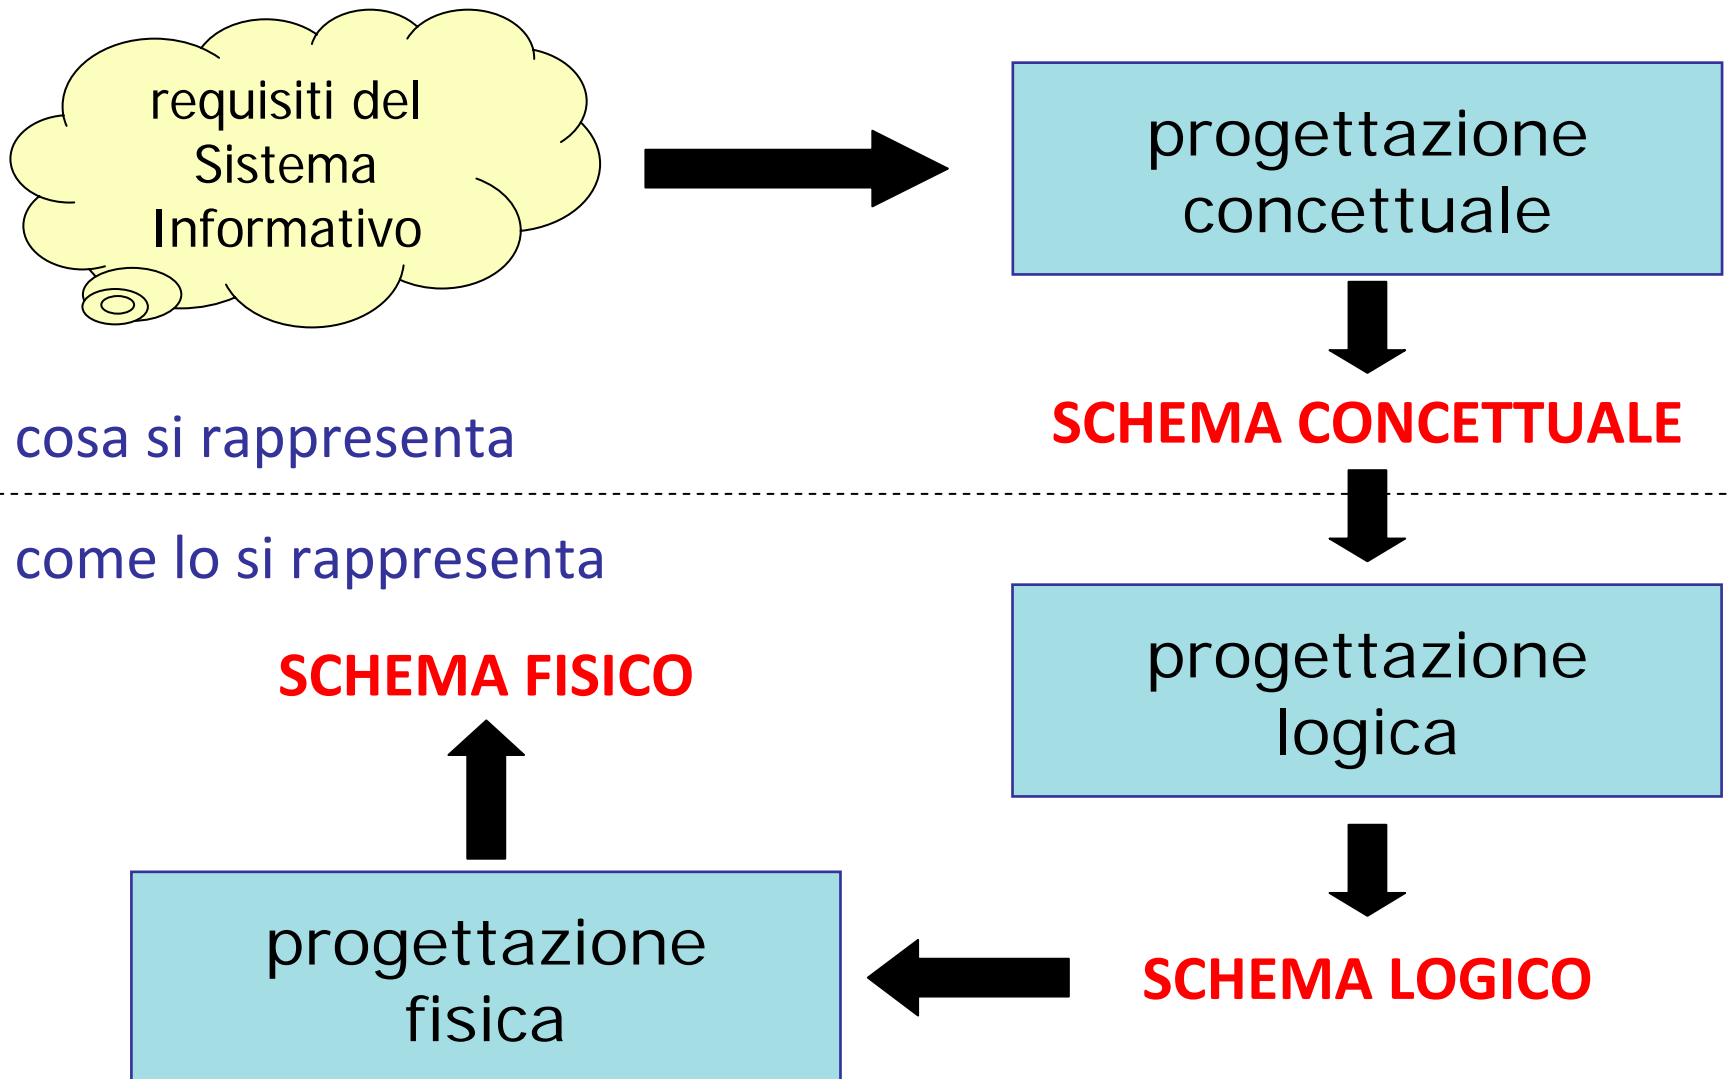 requisiti del
Sistema
Informativo
progettazione
concettuale
SCHEMA CONCETTUALE
cosa si rappresenta
come lo si rappresenta
progettazione
logica
SCHEMA LOGICO
progettazione
fisica
SCHEMA FISICO